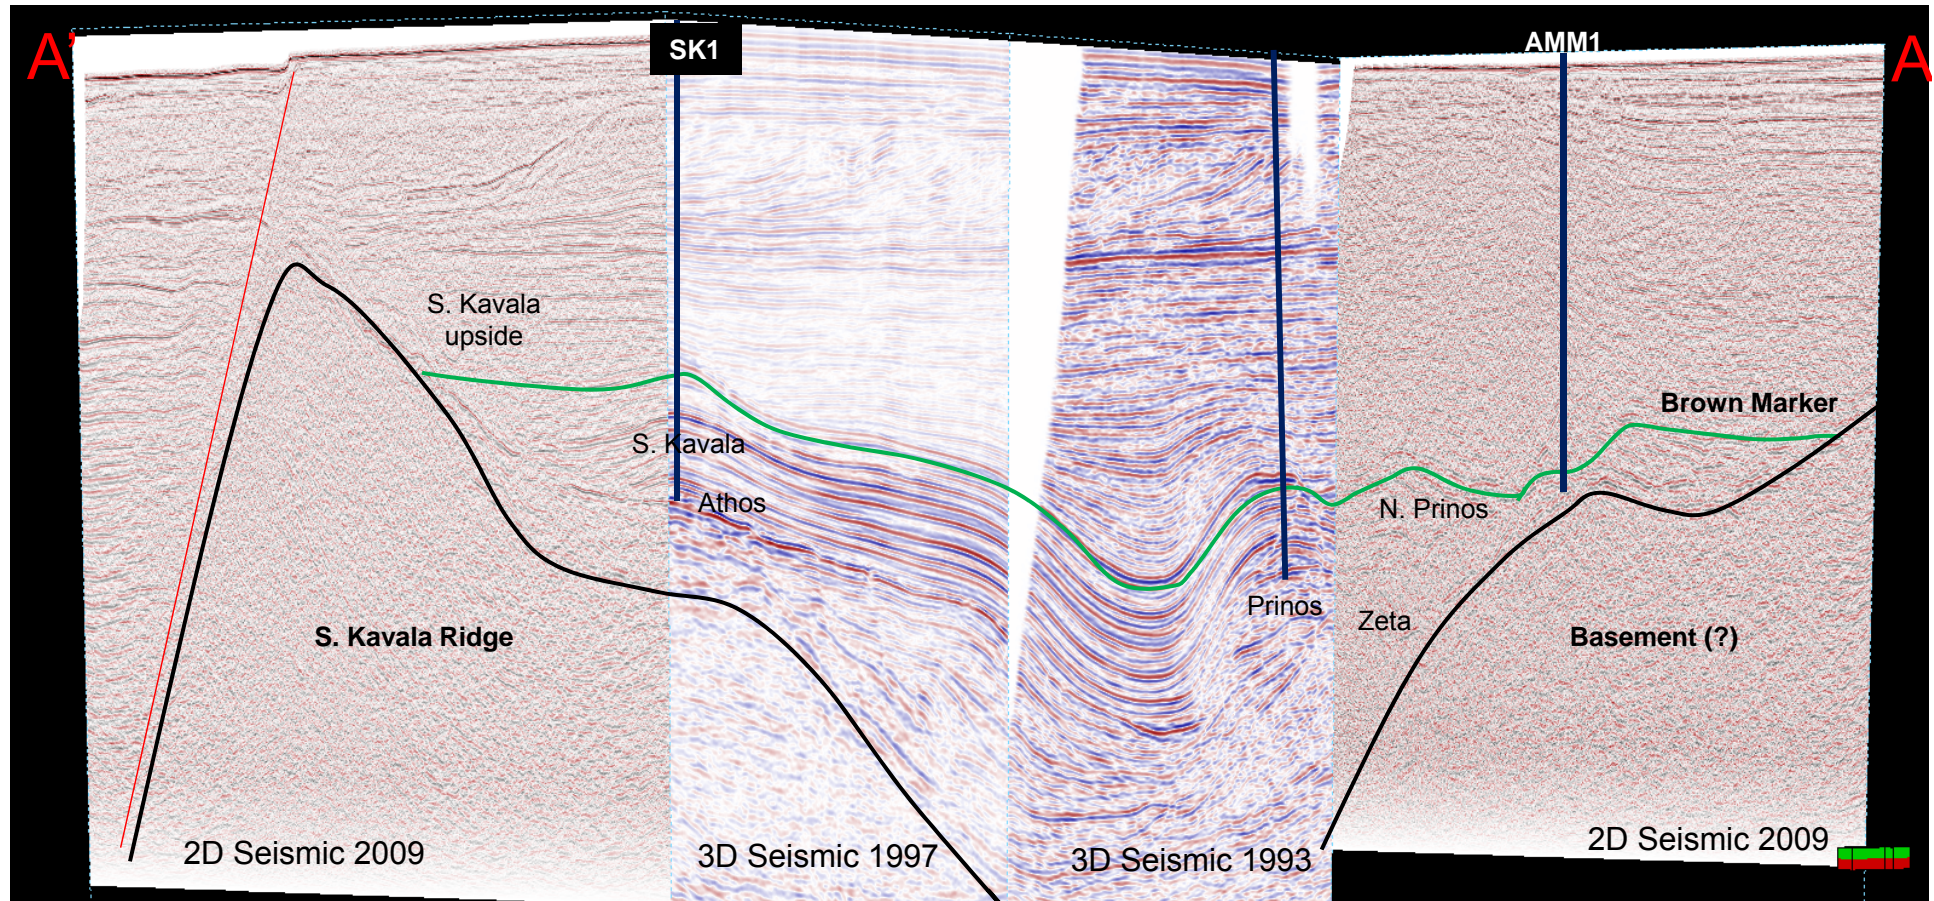 A'
SK1
AMM1
A
S. Kavala
upside
Brown Marker
S. Kavala
Athos
N. Prinos
Prinos
Zeta
S. Kavala Ridge
Basement (?)
2D Seismic 2009
3D Seismic 1997
3D Seismic 1993
2D Seismic 2009